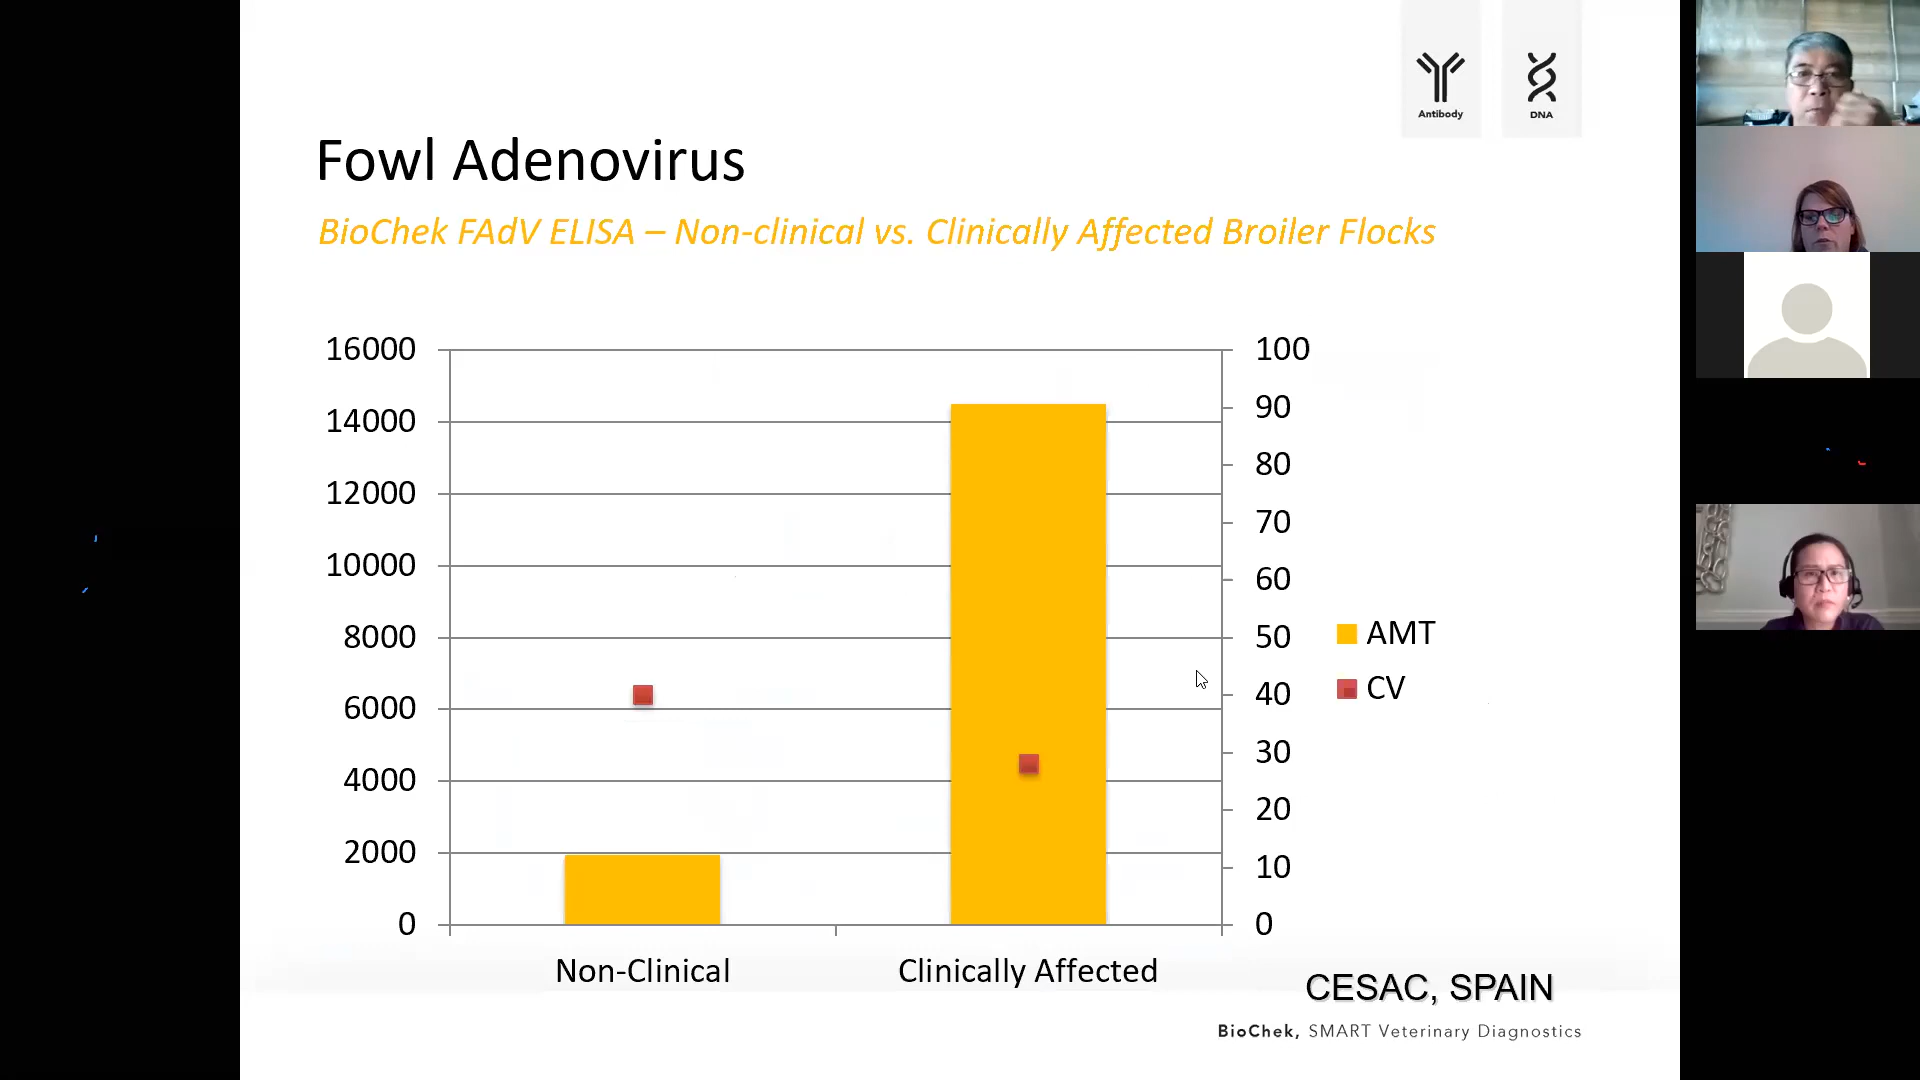 Antibody
DNA
Fowl Adenovirus
BioChek FAdV ELISA – Non-clinical vs. Clinically Affected Broiler Flocks
16000
14000
12000
10000
8000
6000
4000
2000
0
100
90
80
70
60
50
40
30
20
10
0
AMT
CV
Non-Clinical
Clinically Affected
CESAC, SPAIN
BioChek, SMART Veterinary Diagnostics